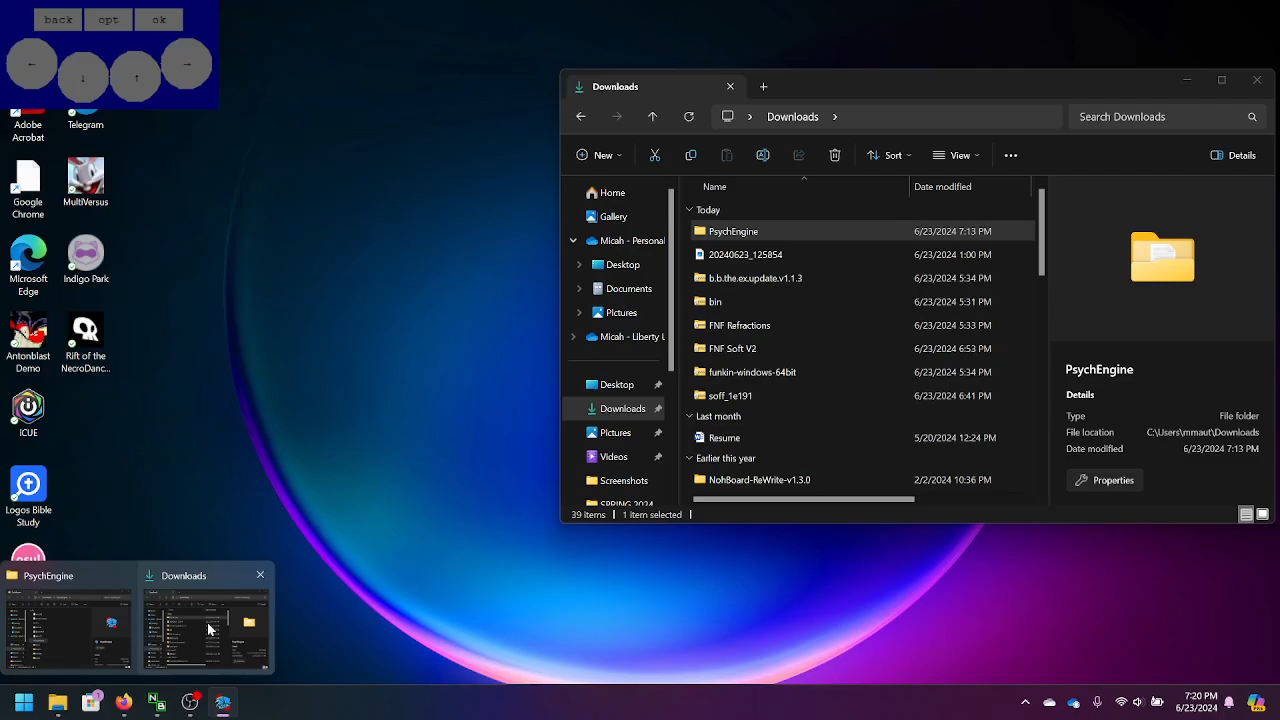 back opt ok
← ↓ ↑ →
Adobe Acrobat
Telegram
Google Chrome
MultiVersus
Microsoft Edge
Indigo Park
Antonblast Demo
Rift of the NecroDanc...
iCUE
Logos Bible Study
osu!
Downloads
Downloads
Search Downloads
New
Sort
View
Details
Name
Date modified
Home
Gallery
Micah - Personal
Desktop
Documents
Pictures
Micah - Liberty
Desktop
Downloads
Pictures
Videos
Screenshots
SPRING 2024
Today
PsychEngine 6/23/2024 7:13 PM
20240623_125854 6/23/2024 1:00 PM
b.b.the.ex.update.v1.1.3 6/23/2024 5:34 PM
bin 6/23/2024 5:31 PM
FNF Refractions 6/23/2024 5:33 PM
FNF Soft V2 6/23/2024 6:53 PM
funkin-windows-64bit 6/23/2024 5:34 PM
soff_1e191 6/23/2024 6:41 PM
Last month
Resume 5/20/2024 12:24 PM
Earlier this year
NohBoard-ReWrite-v1.3.0 2/2/2024 10:36 PM
PsychEngine
Details
Type File folder
File location C:\Users\mmaut\Downloads
Date modified 6/23/2024 7:13 PM
Properties
39 items 1 item selected
PsychEngine
Downloads
7:20 PM
6/23/2024